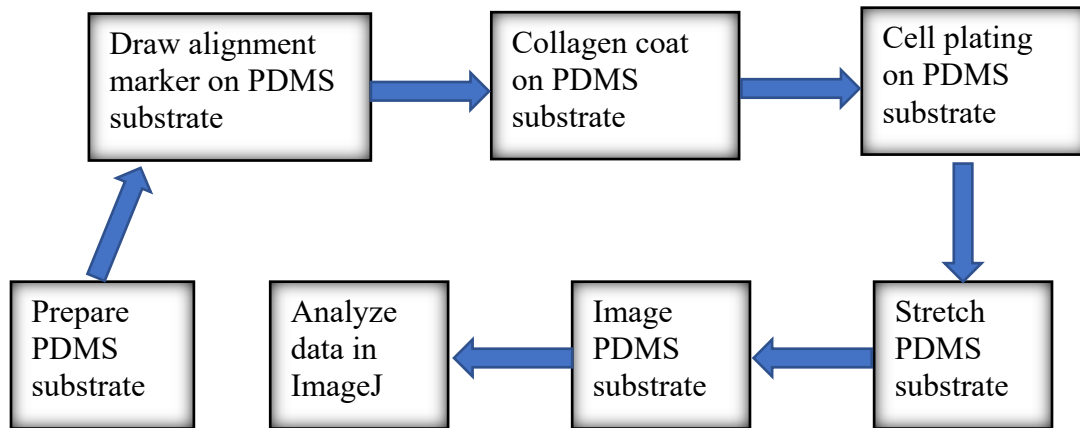 Draw alignment
marker on PDMS
substrate
Collagen coat
on PDMS
substrate
Cell plating
on PDMS
substrate
Prepare
PDMS
substrate
Analyze
data in
ImageJ
Image
PDMS
substrate
Stretch
PDMS
substrate